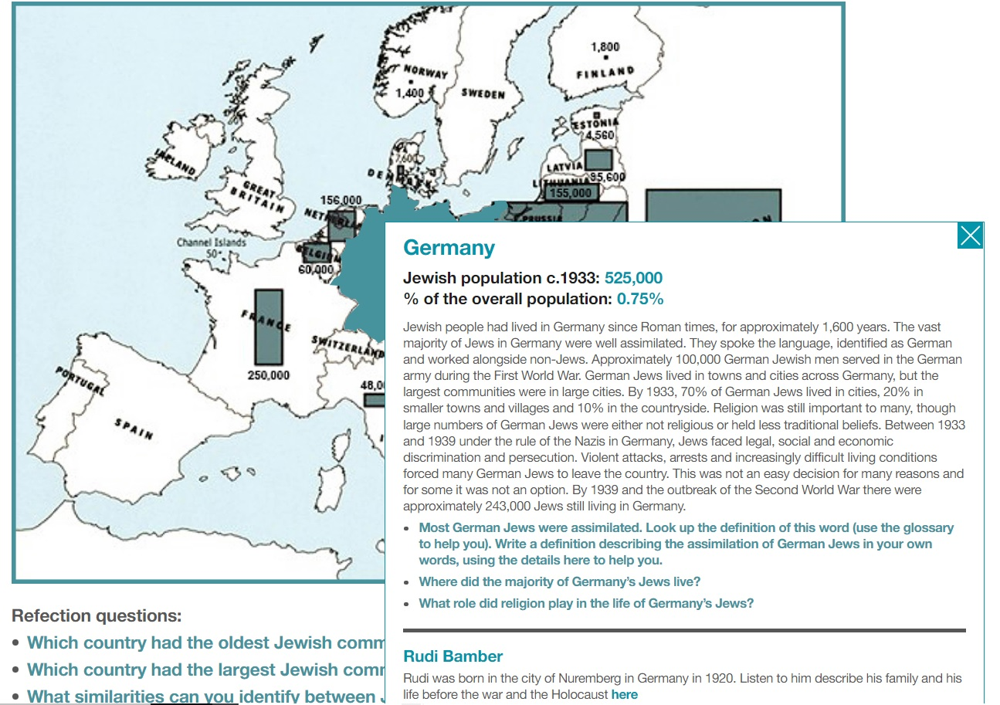 1,800
FINLAND
NORWAY
1,400
SWEDEN
ESTONIA
4,560
LATVIA
95,600
LITHUANIA
155,000
IRELAND
GREAT
BRITAIN
7,600
DENMARK
156,000
PRUSSIA
Channel Islands
50
BELGIUM
60,000
FRANCE
SWITZERLAND
250,000
PORTUGAL
SPAIN
Germany
Jewish population c.1933: 525,000
% of the overall population: 0.75%
Jewish people had lived in Germany since Roman times, for approximately 1,600 years. The vast
majority of Jews in Germany were well assimilated. They spoke the language, identified as German
and worked alongside non-Jews. Approximately 100,000 German Jewish men served in the German
army during the First World War. German Jews lived in towns and cities across Germany, but the
largest communities were in large cities. By 1933, 70% of German Jews lived in cities, 20% in
smaller towns and villages and 10% in the countryside. Religion was still important to many, though
large numbers of German Jews were either not religious or held less traditional beliefs. Between 1933
and 1939 under the rule of the Nazis in Germany, Jews faced legal, social and economic
discrimination and persecution. Violent attacks, arrests and increasingly difficult living conditions
forced many German Jews to leave the country. This was not an easy decision for many reasons and
for some it was not an option. By 1939 and the outbreak of the Second World War there were
approximately 243,000 Jews still living in Germany.
• Most German Jews were assimilated. Look up the definition of this word (use the glossary
to help you). Write a definition describing the assimilation of German Jews in your own
words, using the details here to help you.
• Where did the majority of Germany's Jews live?
• What role did religion play in the life of Germany's Jews?
Rudi Bamber
Rudi was born in the city of Nuremberg in Germany in 1920. Listen to him describe his family and his
life before the war and the Holocaust here
Refection questions:
• Which country had the oldest Jewish
• Which country had the largest Jewish
• What similarities can you identify between